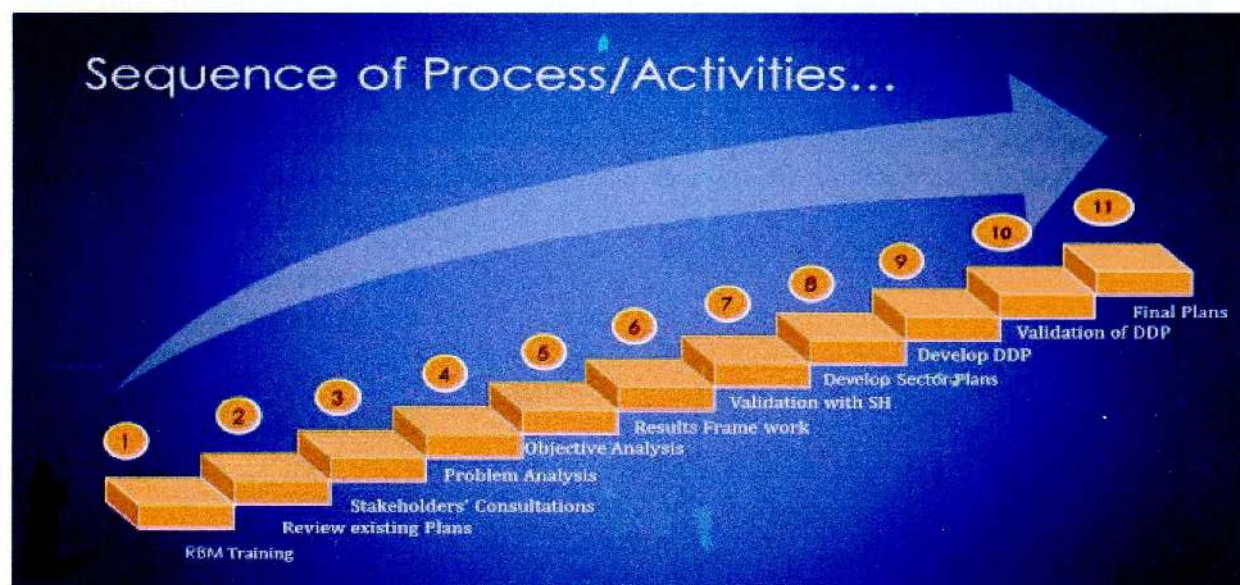 Sequence of Process/Activities...
1
RBM Training
2
Review existing Plans
3
Stakeholders' Consultations
4
Problem Analysis
5
Objective Analysis
6
Results Frame work
7
Validation with SH
8
Develop Sector Plans
9
Develop DDP
10
Validation of DDP
11
Final Plans